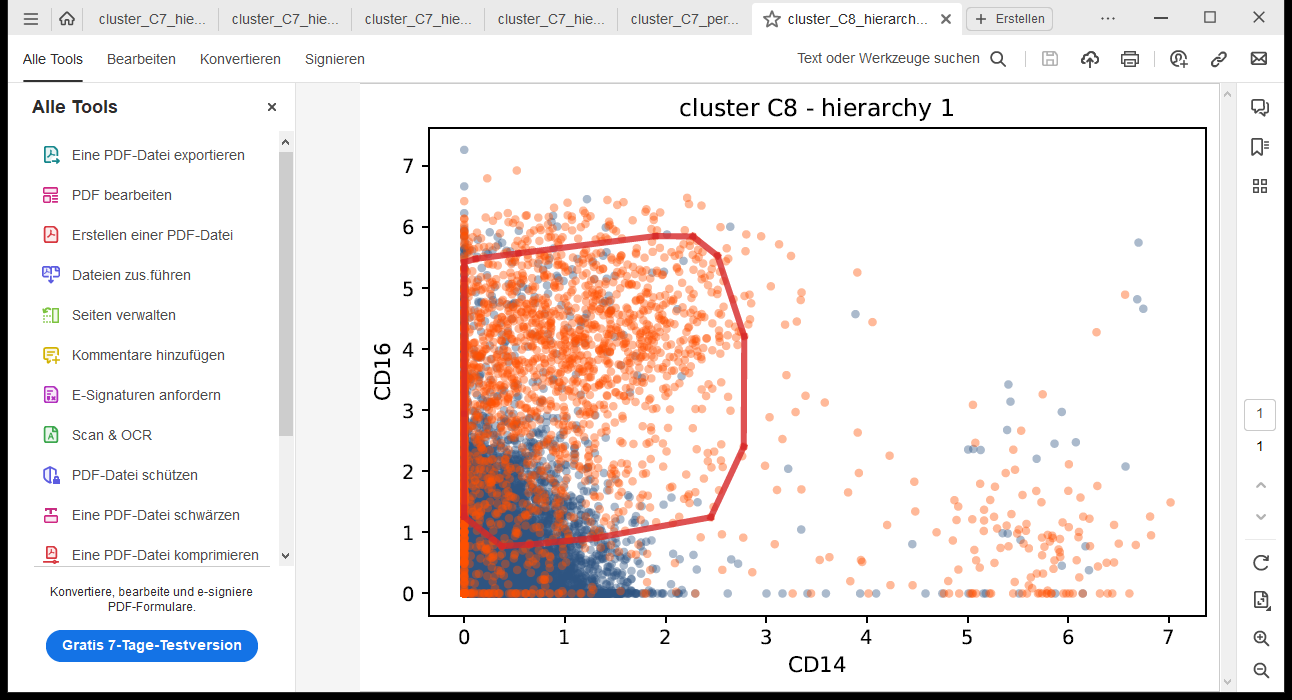 cluster_C7_hie...
cluster_C7_hie...
cluster_C7_hie...
cluster_C7_hie...
cluster_C7_per...
cluster_C8_hierarch...
Erstellen
Alle Tools
Bearbeiten
Konvertieren
Signieren
Text oder Werkzeuge suchen
Alle Tools
Eine PDF-Datei exportieren
PDF bearbeiten
Erstellen einer PDF-Datei
Dateien zus.führen
Seiten verwalten
Kommentare hinzufügen
E-Signaturen anfordern
Scan & OCR
PDF-Datei schützen
Eine PDF-Datei schwärzen
Eine PDF-Datei komprimieren
Konvertiere, bearbeite und e-signiere
PDF-Formulare.
Gratis 7-Tage-Testversion
cluster C8 - hierarchy 1
7
6
5
4
3
2
1
0
CD16
0 1 2 3 4 5 6 7
CD14
1
1